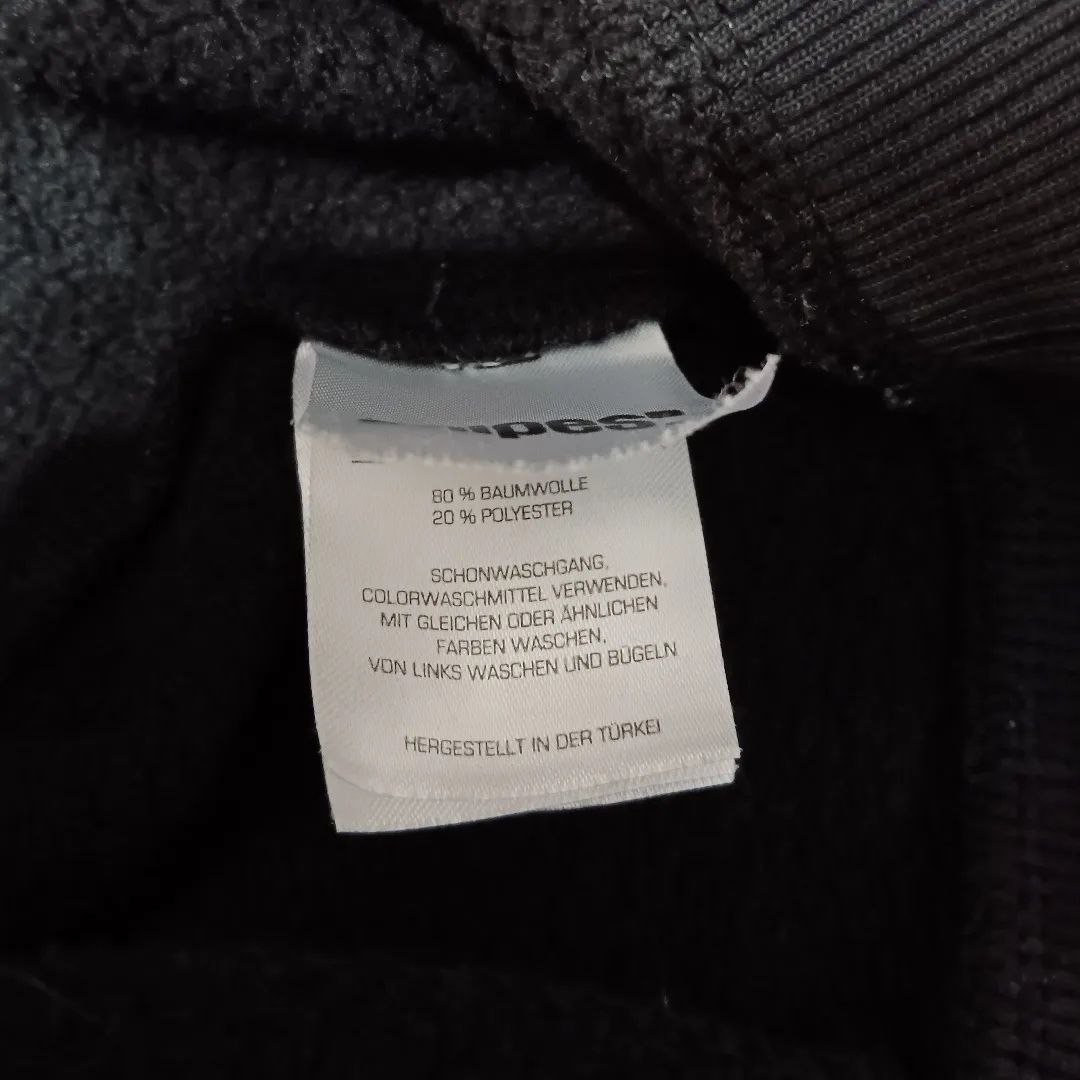 80 % BAUMWOLLE
20 % POLYESTER
SCHONWASCHGANG,
COLORWASCHMITTEL VERWENDEN,
MIT GLEICHEN ODER ÄHNLICHEN
FARBEN WASCHEN,
VON LINKS WASCHEN UND BÜGELN
HERGESTELLT IN DER TÜRKEI